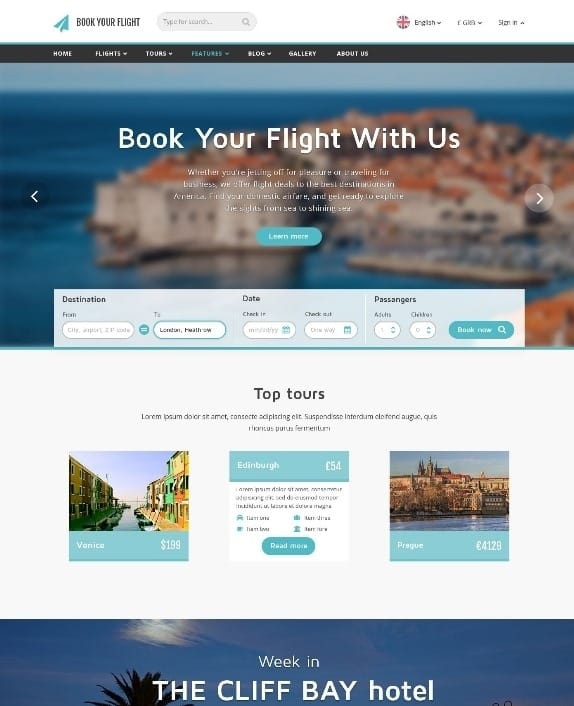 BOOK YOUR FLIGHT
Type for search...
English
£ GRB
Sign in
HOME FLIGHTS TOURS FEATURES BLOG GALLERY ABOUT US
Book Your Flight With Us
Whether you're jetting off for pleasure or traveling for
business, we offer flight deals to the best destinations in
America. Find your domestic airfare, and get ready to explore
the sights from sea to shining sea.
Learn more
Destination
Date
Passangers
From
To
Check in
Check out
Adults
Children
City, airport, ZIP code
London, Heathrow
mm/dd/yy
One way
1
0
Book now
Top tours
Lorem ipsum dolor sit amet, consecte adipiscing elit. Suspendisse interdum eleifend augue, quis
rhoncus purus fermentum
Venice $199
Edinburgh £54
Lorem ipsum dolor sit amet, consectetur
adipiscing elit, sed do eiusmod tempor
incididunt ut labore et dolore magna
Item one
Item three
Item two
Item
Read more
Prague €4128
Week in
THE CLIFF BAY hotel